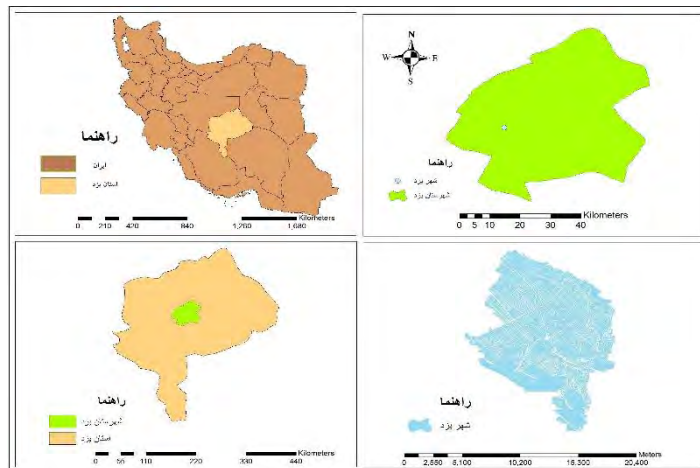 راهنما
ایران
استان یزد
Kilometers
0 210 420 840 1,260 1,680
N
W E
S
راهنما
شهر یزد
شهرستان یزد
Kilometers
0 5 10 20 30 40
راهنما
شهرستان یزد
استان یزد
Kilometers
0 55 110 220 330 440
راهنما
شهر یزد
Meters
0 2,550 5,100 10,200 15,300 20,400